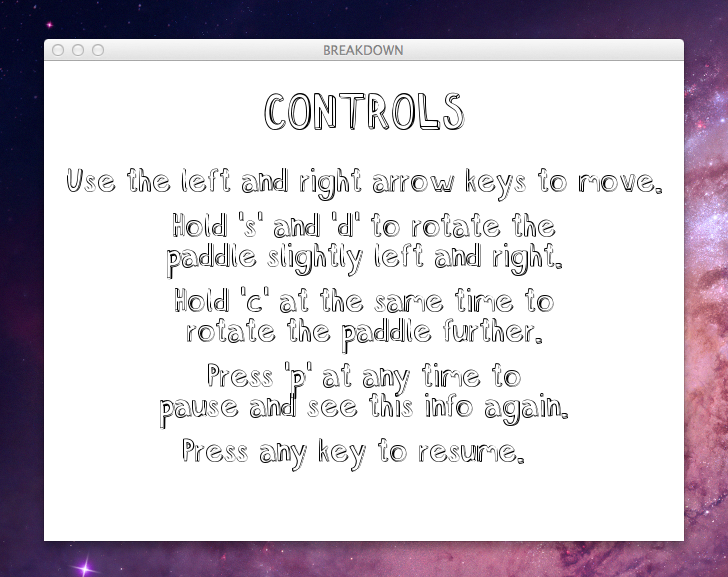 BREAKDOWN
CONTROLS
Use the left and right arrow keys to move.
Hold 's' and 'd' to rotate the
paddle slightly left and right.
Hold 'c' at the same time to
rotate the paddle further.
Press 'p' at any time to
pause and see this info again.
Press any key to resume.